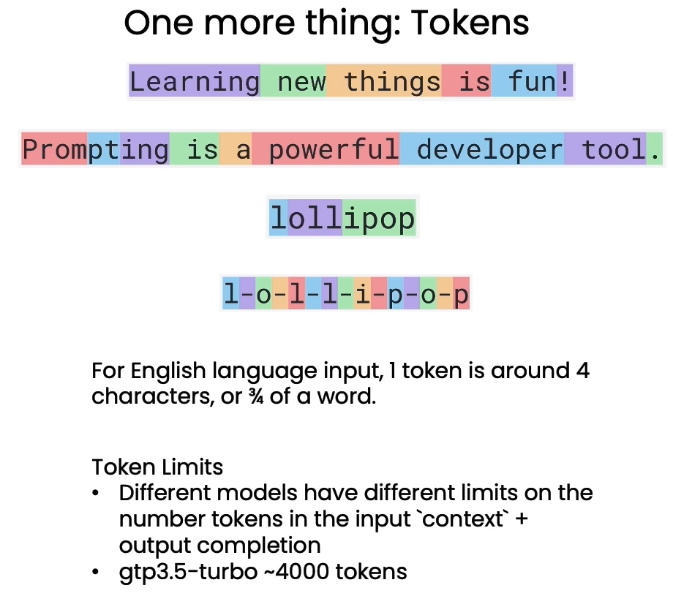 One more thing: Tokens
Learning new things is fun!
Prompting is a powerful developer tool.
lollipop
l-o-l-l-i-p-o-p
For English language input, 1 token is around 4
characters, or ¾ of a word.
Token Limits
• Different models have different limits on the
number tokens in the input `context` +
output completion
• gtp3.5-turbo ~4000 tokens